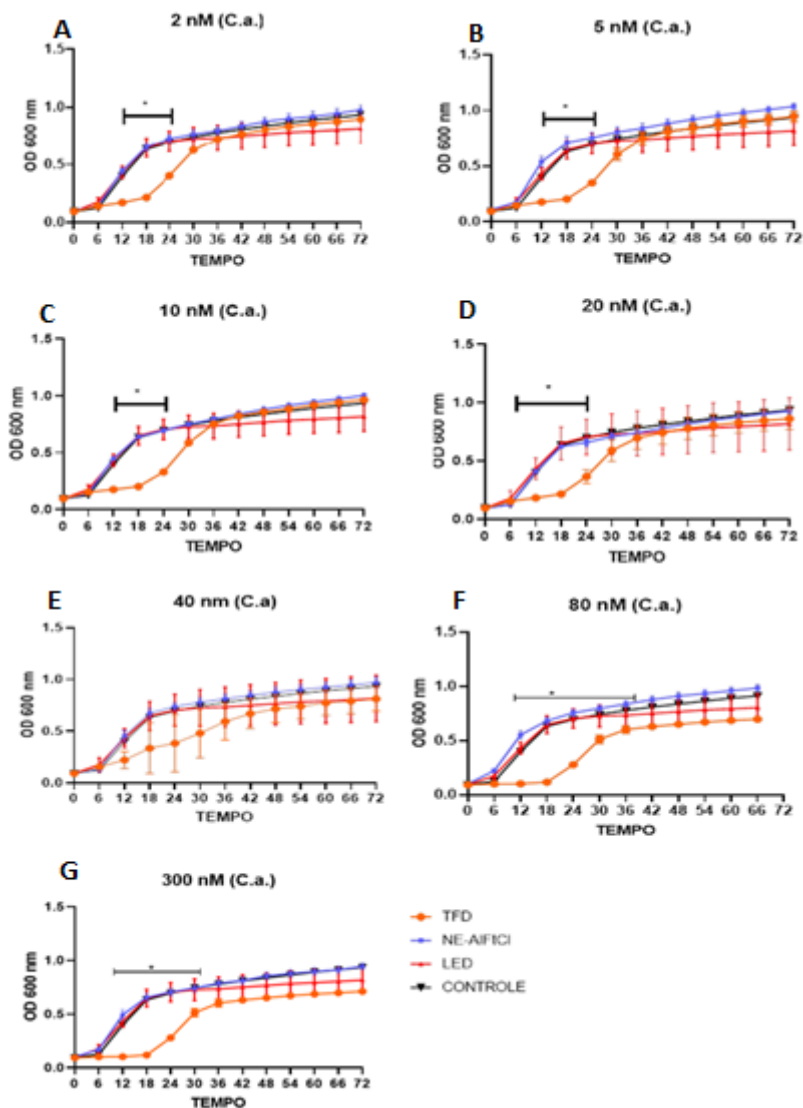 A
2 nM (C.a.)
OD 600 nm
1.5
1.0
0.5
0.0
*
0 6 12 18 24 30 36 42 48 54 60 66 72
TEMPO
B
5 nM (C.a.)
OD 600 nm
1.5
1.0
0.5
0.0
*
0 6 12 18 24 30 36 42 48 54 60 66 72
TEMPO
C
10 nM (C.a.)
OD 600 nm
1.5
1.0
0.5
0.0
*
0 6 12 18 24 30 36 42 48 54 60 66 72
TEMPO
D
20 nM (C.a.)
OD 600 nm
1.5
1.0
0.5
0.0
*
0 6 12 18 24 30 36 42 48 54 60 66 72
TEMPO
E
40 nm (C.a)
OD 600 nm
1.5
1.0
0.5
0.0
0 6 12 18 24 30 36 42 48 54 60 66 72
TEMPO
F
80 nM (C.a.)
OD 600 nm
1.5
1.0
0.5
0.0
*
0 6 12 18 24 30 36 42 48 54 60 66 72
TEMPO
G
300 nM (C.a.)
OD 600 nm
1.5
1.0
0.5
0.0
*
0 6 12 18 24 30 36 42 48 54 60 66 72
TEMPO
TFD
NE-AlFtCl
LED
CONTROLE